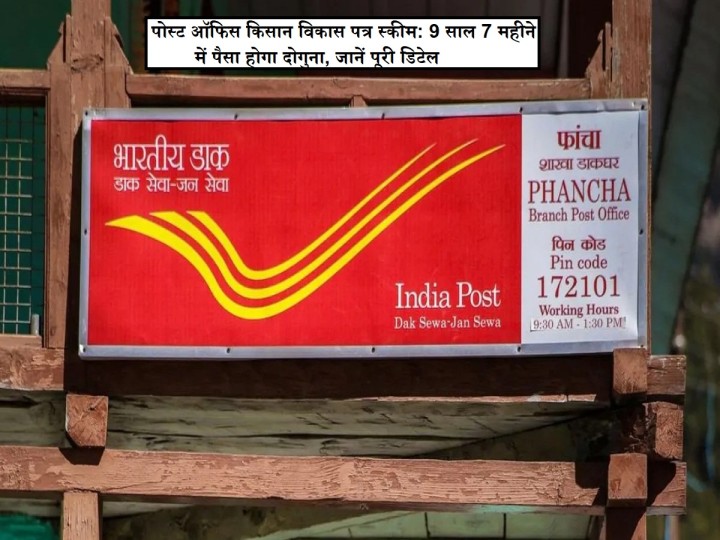 पोस्ट ऑफिस किसान विकास पत्र स्कीम: 9 साल 7 महीने
में पैसा होगा दोगुना, जानें पूरी डिटेल
भारतीय डाक
डाक सेवा-जन सेवा
India Post
Dak Sewa-Jan Sewa
फांचा
शाखा डाकघर
PHANCHA
Branch Post Office
पिन कोड
Pin code
172101
Working Hours
9:30 AM - 1:30 PM